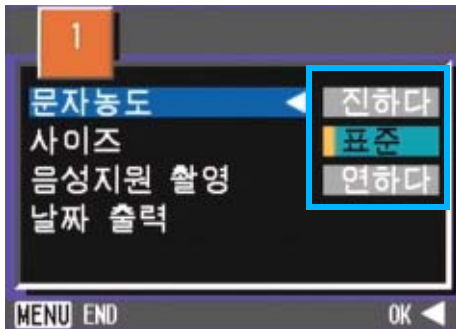 1
문자농도 ◀ 진하다
사이즈 표준
음성지원 촬영 연하다
날짜 출력
MENU END OK ◀